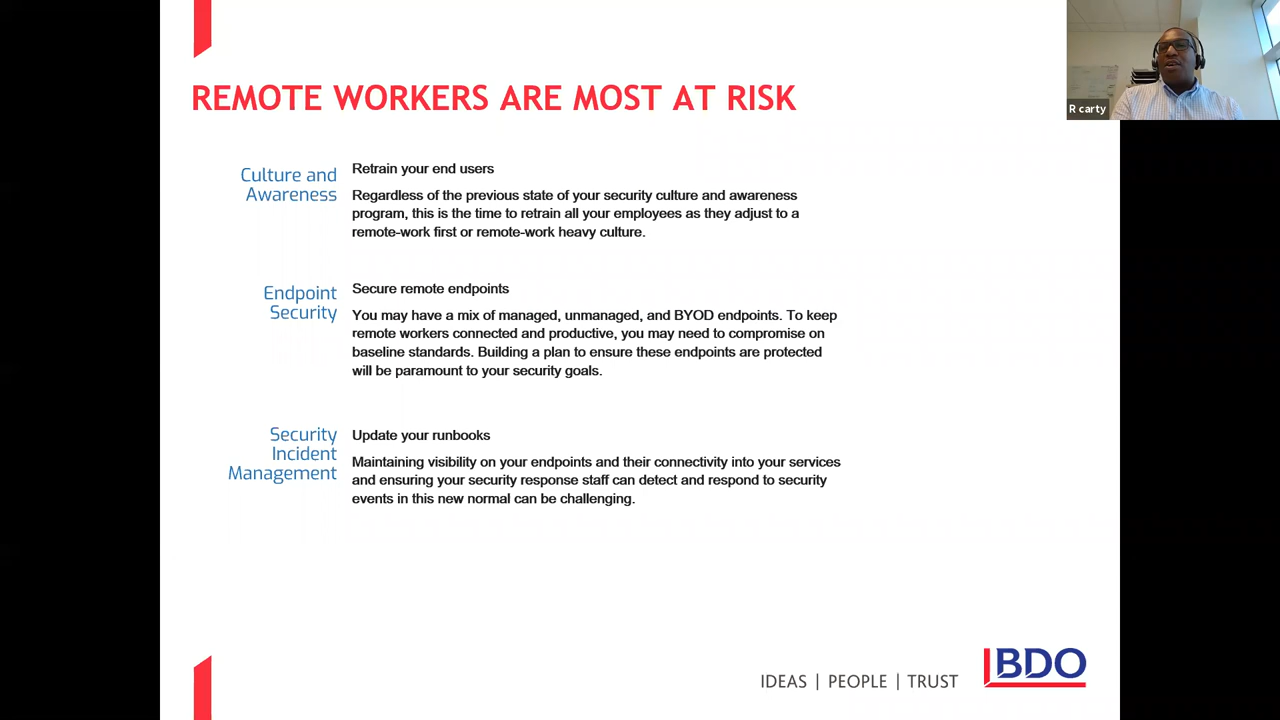 REMOTE WORKERS ARE MOST AT RISK
R carty
Culture and
Awareness
Retrain your end users
Regardless of the previous state of your security culture and awareness
program, this is the time to retrain all your employees as they adjust to a
remote-work first or remote-work heavy culture.
Endpoint
Security
Secure remote endpoints
You may have a mix of managed, unmanaged, and BYOD endpoints. To keep
remote workers connected and productive, you may need to compromise on
baseline standards. Building a plan to ensure these endpoints are protected
will be paramount to your security goals.
Security
Incident
Management
Update your runbooks
Maintaining visibility on your endpoints and their connectivity into your services
and ensuring your security response staff can detect and respond to security
events in this new normal can be challenging.
IDEAS | PEOPLE | TRUST
BDO